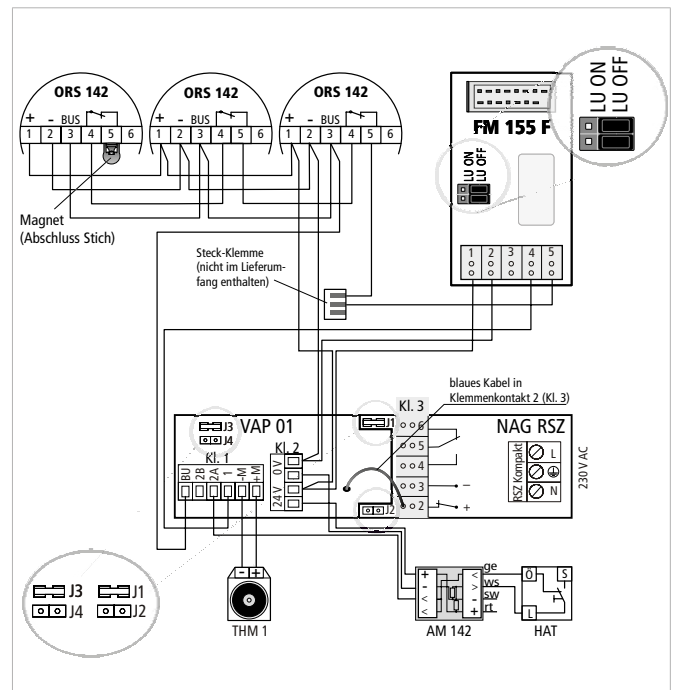 ORS 142 ORS 142 ORS 142
+ - BUS + - BUS + - BUS
1 2 3 4 5 6 1 2 3 4 5 6 1 2 3 4 5 6
Magnet
(Abschluss Stich)
LU ON
LU OFF
FM 155 F
LU ON
LU OFF
1 2 3 4 5
Steck-Klemme
(nicht im Lieferum-
fang enthalten)
blaues Kabel in
Klemmenkontakt 2 (Kl. 3)
J3
J4
VAP 01
Kl. 1
BU 2B 2A 1 -M +M
Kl. 2
0V
24 V
J1
J2
Kl. 3
6
5
4
3 -
2 +
NAG RSZ
RSZ Kompakt
L
N
230 V AC
J3 J1
J4 J2
- +
THM 1
+ <
- >
< -
< +
AM 142
ge
ws
sw
rt
Ö S
L
HAT